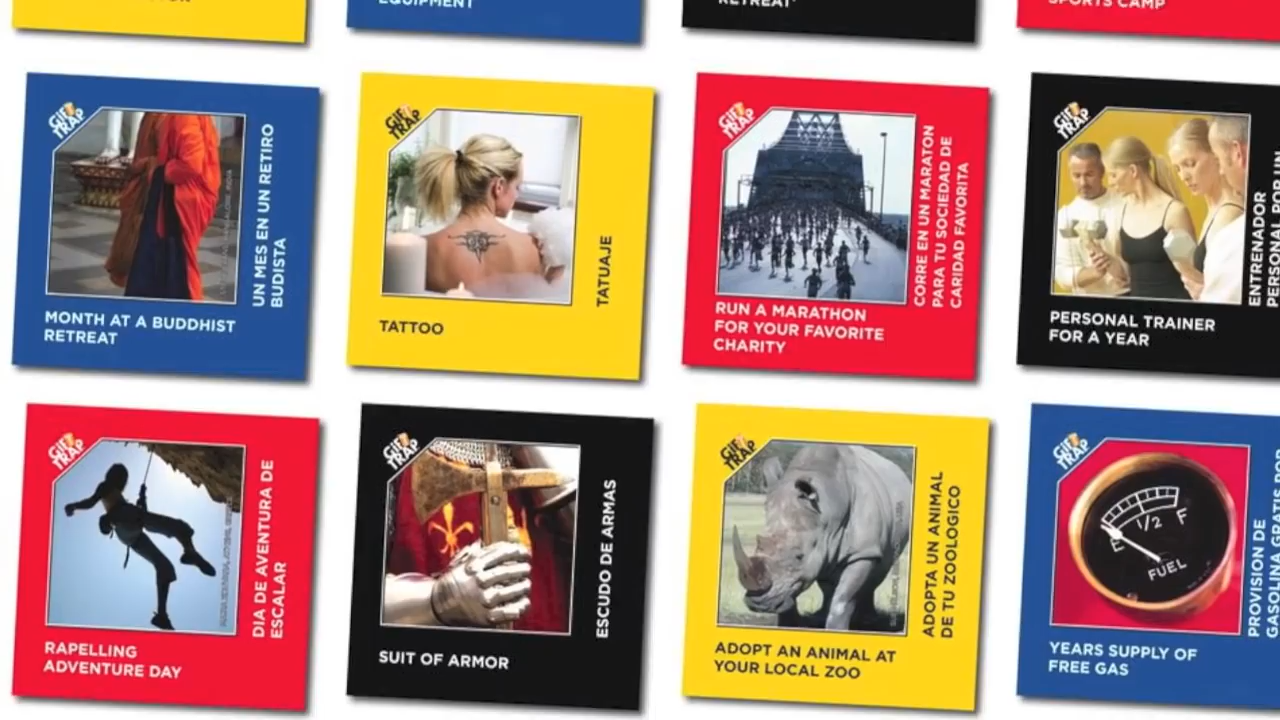 EQUIPMENT
RETREAT
SPORTS CAMP
GIFT
TRAP
UN MES EN UN RETIRO
BUDISTA
MONTH AT A BUDDHIST
RETREAT
GIFT
TRAP
TATUAJE
TATTOO
GIFT
TRAP
CORRE EN UN MARATON
PARA TU SOCIEDAD DE
CARIDAD FAVORITA
RUN A MARATHON
FOR YOUR FAVORITE
CHARITY
GIFT
TRAP
ENTRENADOR
PERSONAL POR UN
PERSONAL TRAINER
FOR A YEAR
GIFT
TRAP
DIA DE AVENTURA DE
ESCALAR
RAPELLING
ADVENTURE DAY
GIFT
TRAP
ESCUDO DE ARMAS
SUIT OF ARMOR
GIFT
TRAP
ADOPTA UN ANIMAL
DE TU ZOOLOGICO
ADOPT AN ANIMAL AT
YOUR LOCAL ZOO
GIFT
TRAP
E 1/2 F
FUEL
PROVISION DE
GASOLINA GRATIS POR
YEARS SUPPLY OF
FREE GAS